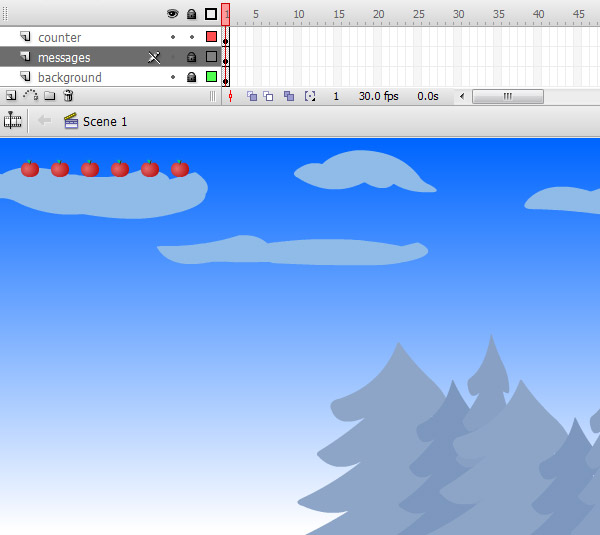 1 5 10 15 20 25 30 35 40 45
counter
messages
background
1 30.0 fps 0.0s
Scene 1